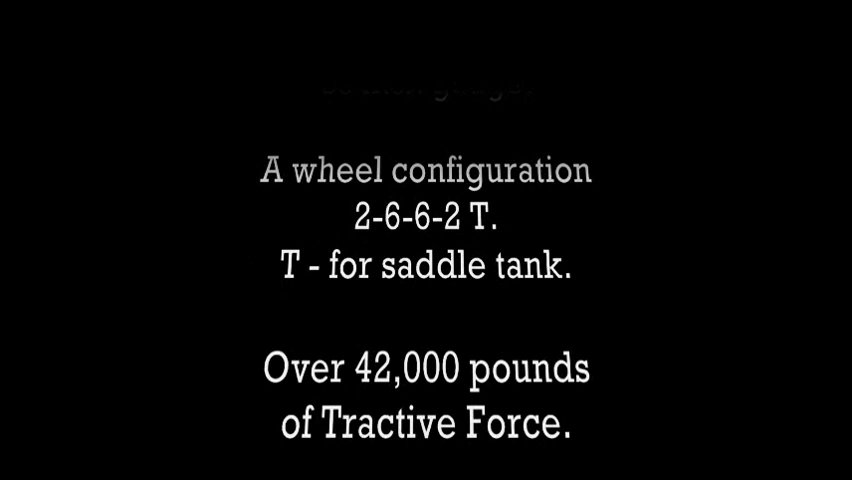 A wheel configuration
2-6-6-2 T.
T - for saddle tank.
Over 42,000 pounds
of Tractive Force.